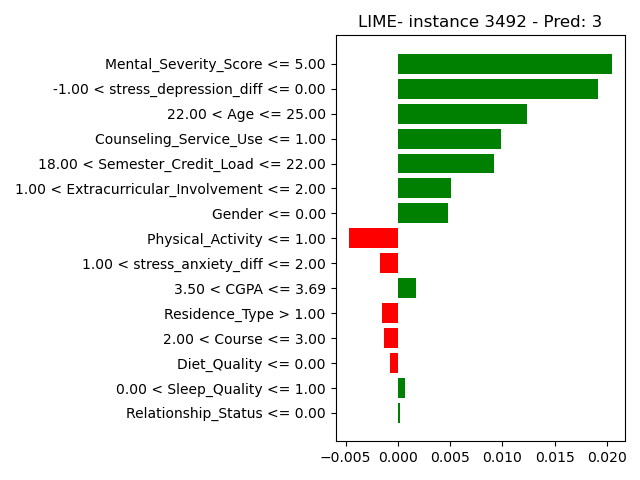 LIME- instance 3492 - Pred: 3
Mental_Severity_Score <= 5.00
-1.00 < stress_depression_diff <= 0.00
22.00 < Age <= 25.00
Counseling_Service_Use <= 1.00
18.00 < Semester_Credit_Load <= 22.00
1.00 < Extracurricular_Involvement <= 2.00
Gender <= 0.00
Physical_Activity <= 1.00
1.00 < stress_anxiety_diff <= 2.00
3.50 < CGPA <= 3.69
Residence_Type > 1.00
2.00 < Course <= 3.00
Diet_Quality <= 0.00
0.00 < Sleep_Quality <= 1.00
Relationship_Status <= 0.00
−0.005 0.000 0.005 0.010 0.015 0.020